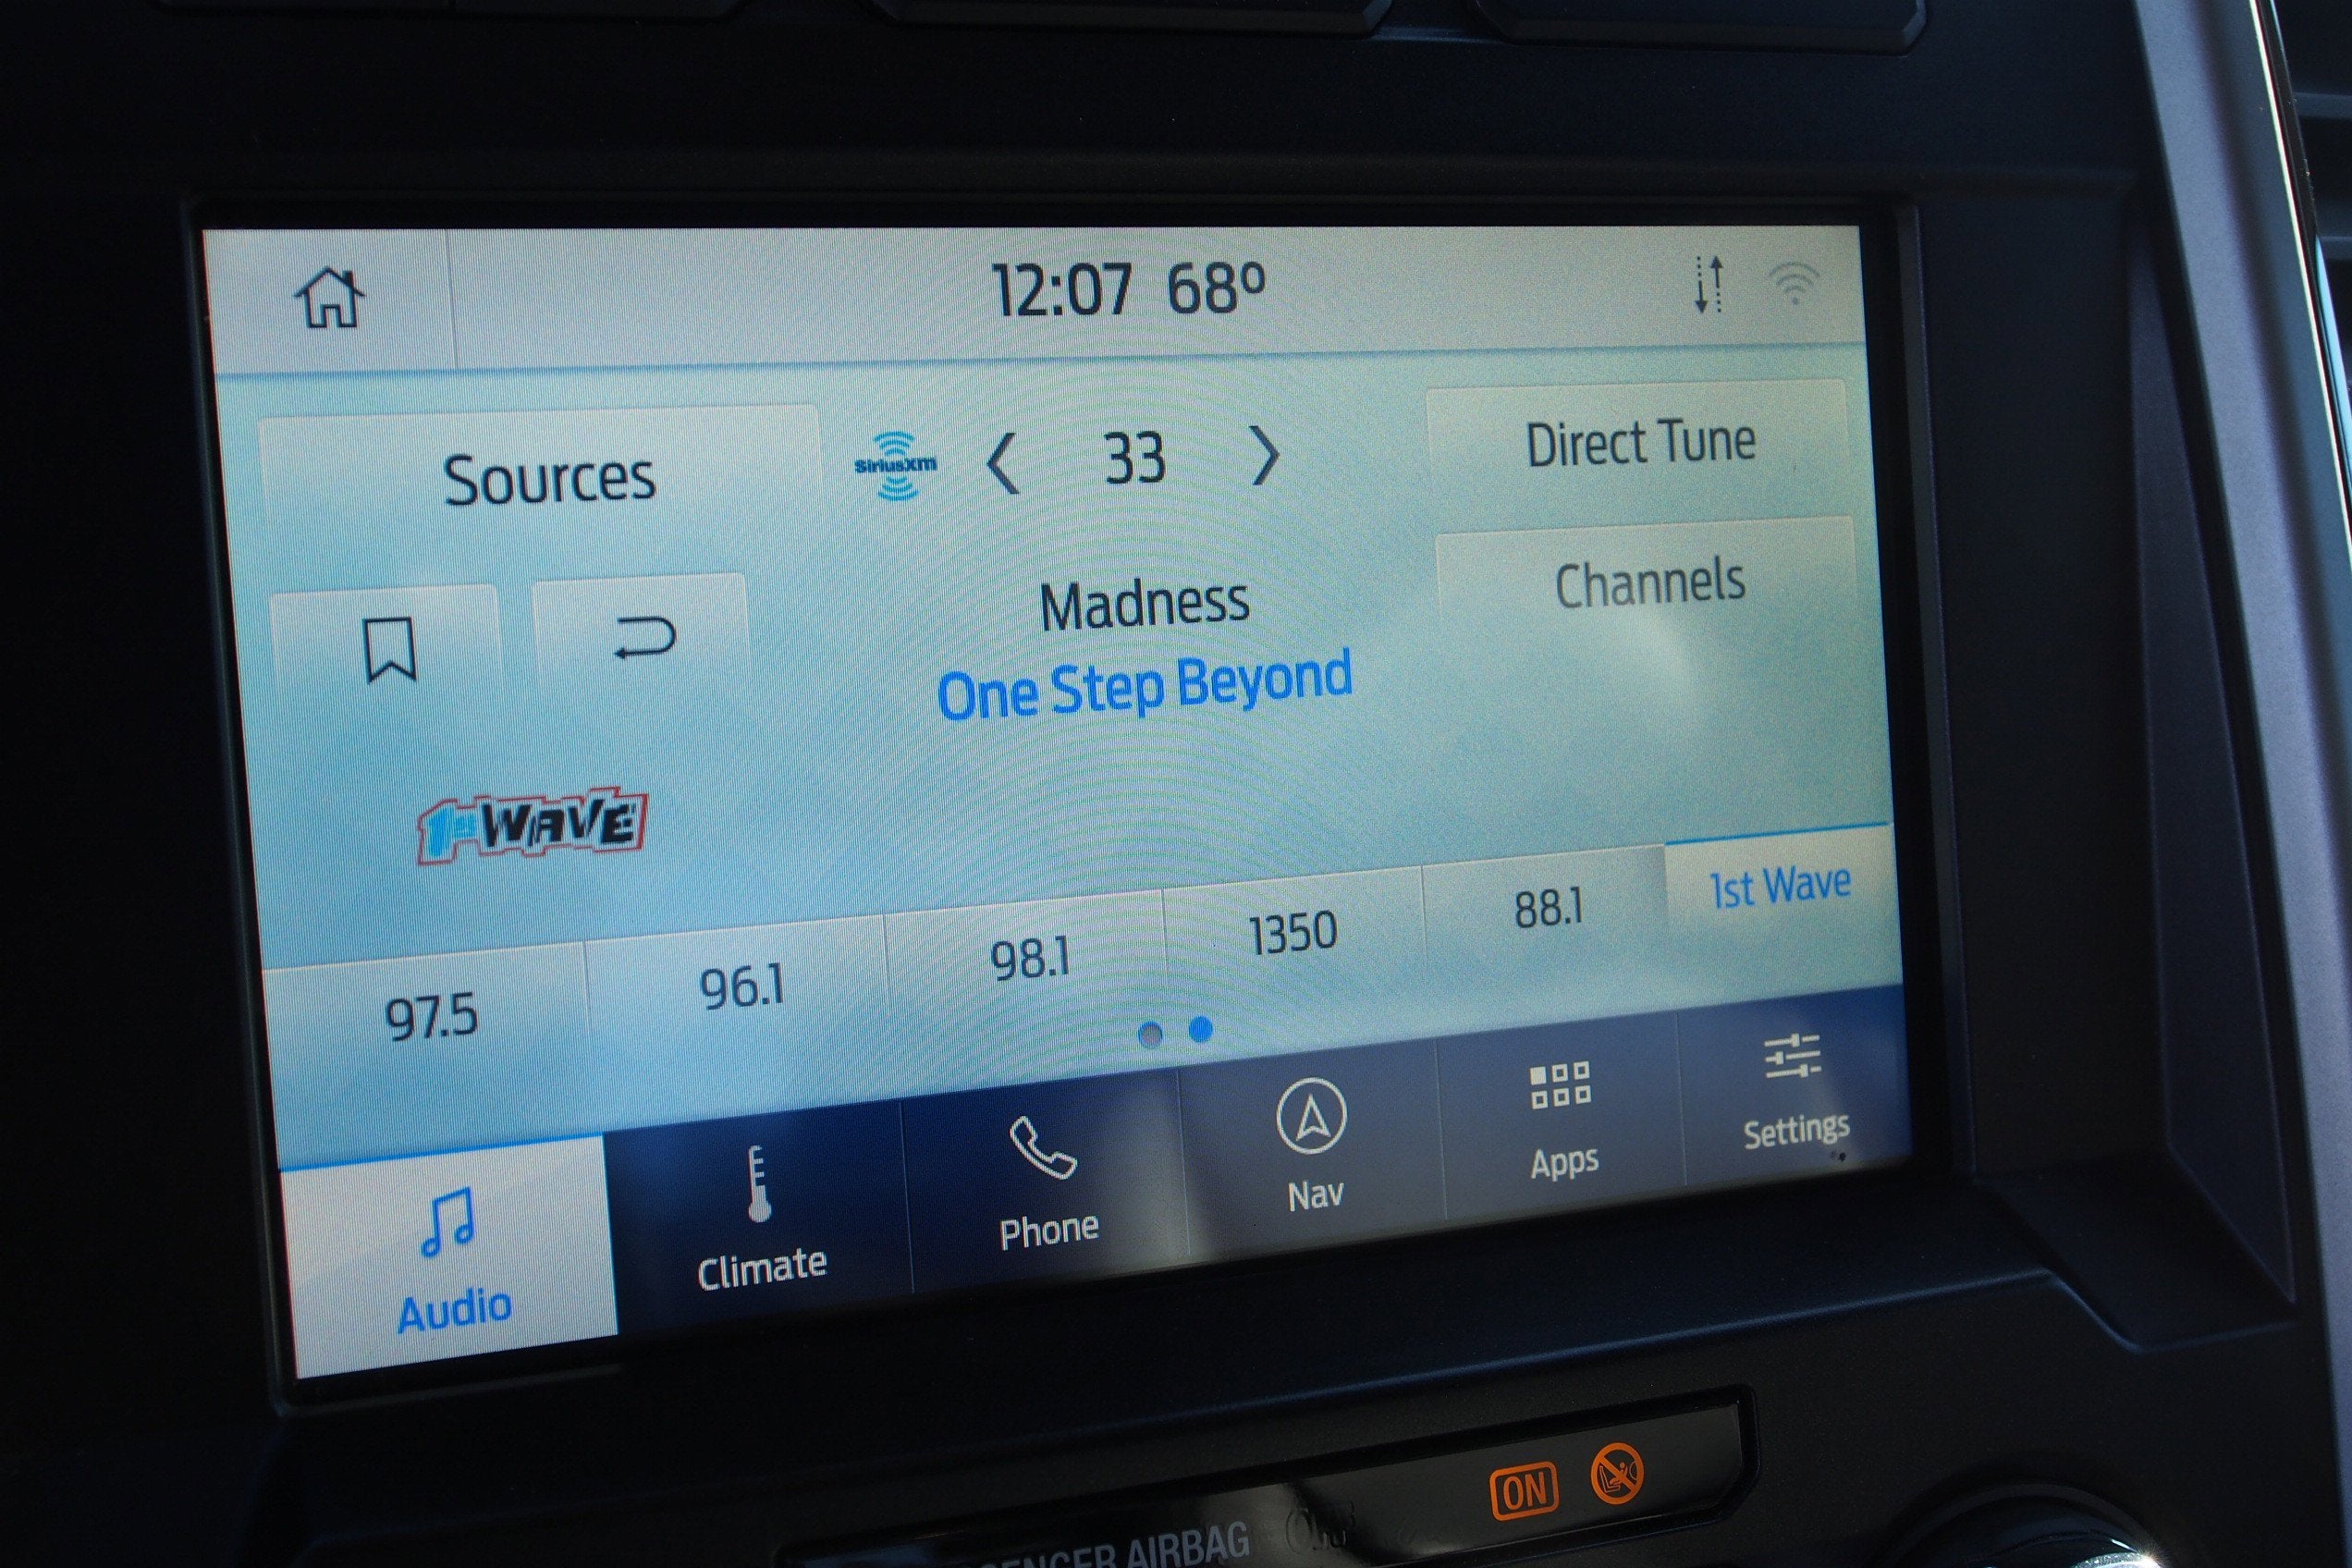 12:07 68º
Sources
SiriusXm
33
Direct Tune
Channels
Madness
One Step Beyond
1st WAVE
97.5
96.1
98.1
1350
88.1
1st Wave
Audio
Climate
Phone
Nav
Apps
Settings
ON
AIRBAG